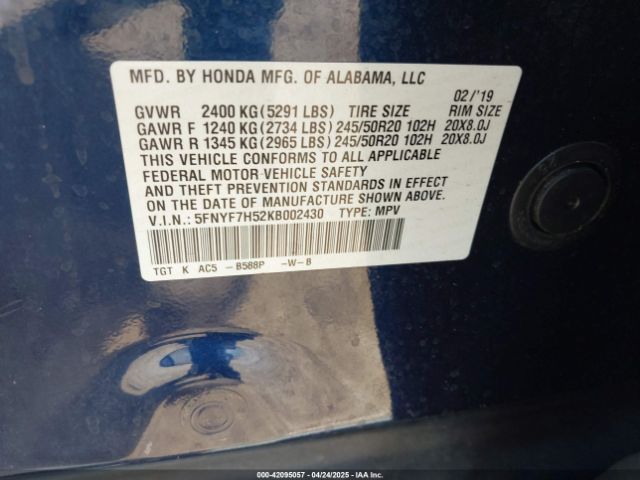 MFD. BY HONDA MFG. OF ALABAMA, LLC
02/'19
GVWR 2400 KG (5291 LBS) TIRE SIZE RIM SIZE
GAWR F 1240 KG (2734 LBS) 245/50R20 102H 20X8.0J
GAWR R 1345 KG (2965 LBS) 245/50R20 102H 20X8.0J
THIS VEHICLE CONFORMS TO ALL APPLICABLE
FEDERAL MOTOR VEHICLE SAFETY
AND THEFT PREVENTION STANDARDS IN EFFECT
ON THE DATE OF MANUFACTURE SHOWN ABOVE.
V.I.N.: 5FNYF7H52KB002430 TYPE: MPV
TGT K AC5 -B588P -W-B
000-42095057 - 04/24/2025 - IAA Inc.